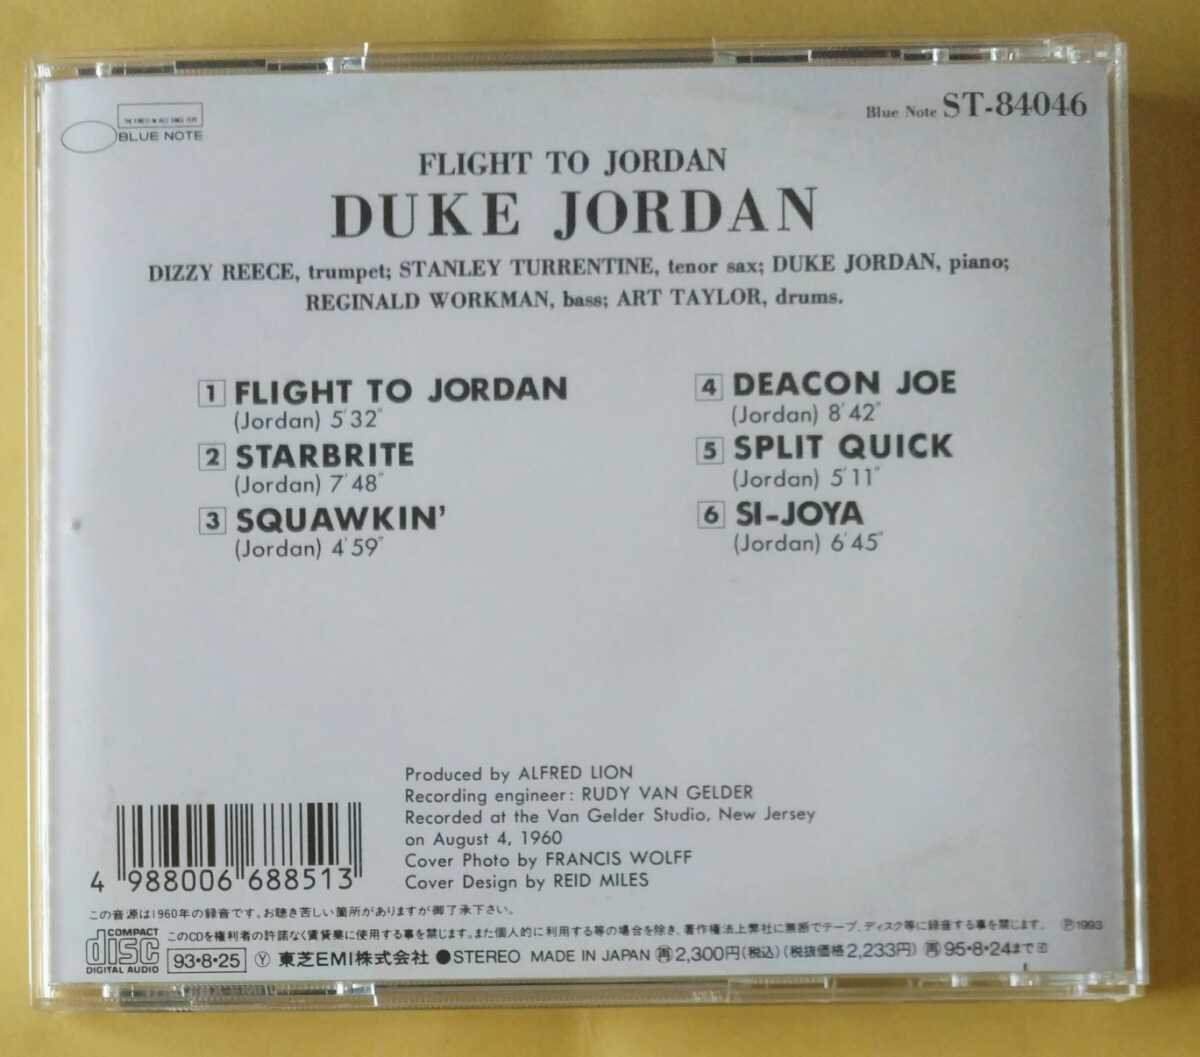 THE FINEST IN JAZZ SINCE 1939
BLUE NOTE
Blue Note ST-84046
FLIGHT TO JORDAN
DUKE JORDAN
DIZZY REECE, trumpet; STANLEY TURRENTINE, tenor sax; DUKE JORDAN, piano;
REGINALD WORKMAN, bass; ART TAYLOR, drums.
1 FLIGHT TO JORDAN
(Jordan) 5'32"
2 STARBRITE
(Jordan) 7'48"
3 SQUAWKIN'
(Jordan) 4'59"
4 DEACON JOE
(Jordan) 8'42"
5 SPLIT QUICK
(Jordan) 5'11"
6 SI-JOYA
(Jordan) 6'45"
Produced by ALFRED LION
Recording engineer: RUDY VAN GELDER
Recorded at the Van Gelder Studio, New Jersey
on August 4, 1960
Cover Photo by FRANCIS WOLFF
Cover Design by REID MILES
4 988006 688513
この音源は1960年の録音です。お聴き苦しい箇所がありますが御了承下さい。
COMPACT disc DIGITAL AUDIO
このCDを権利者の許諾なく賃貸業に使用する事を禁じます。また個人的に利用する等の場合を除き、著作権法上弊社に無断でテープ、ディスク等に録音する事を禁じます。 Ⓟ1993
93・8・25 Ⓨ 東芝EMI株式会社 ●STEREO MADE IN JAPAN 再 2,300円(税込)(税抜価格2,233円) 再 95・8・24まで